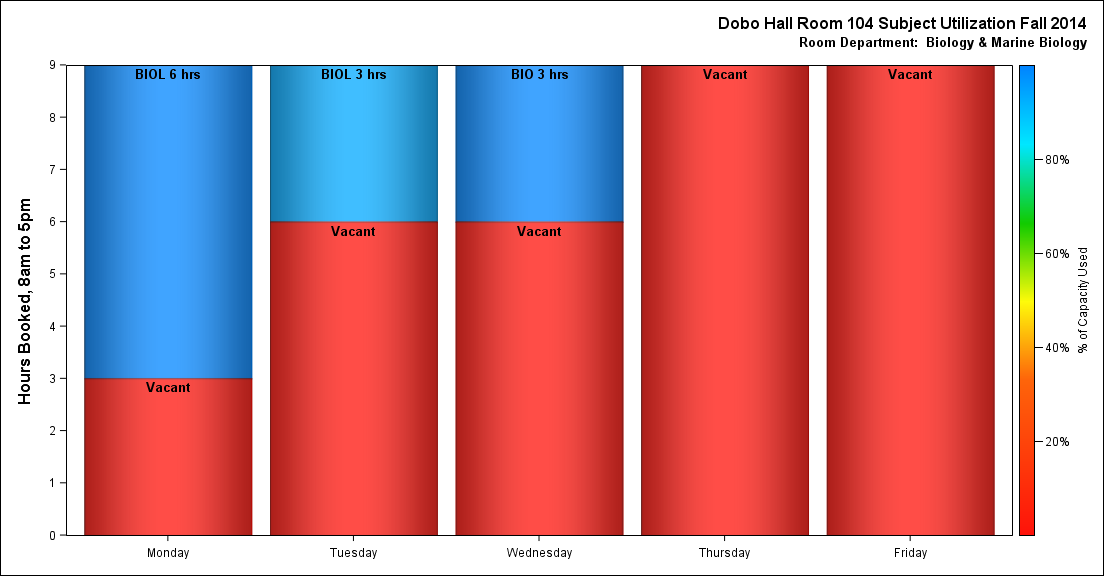 Dobo Hall Room 104 Subject Utilization Fall 2014
Room Department:  Biology & Marine Biology
Hours Booked, 8am to 5pm
9
8
7
6
5
4
3
2
1
0
BIOL 6 hrs
Vacant
BIOL 3 hrs
Vacant
BIO 3 hrs
Vacant
Vacant
Vacant
Monday
Tuesday
Wednesday
Thursday
Friday
80%
60%
40%
20%
% of Capacity Used